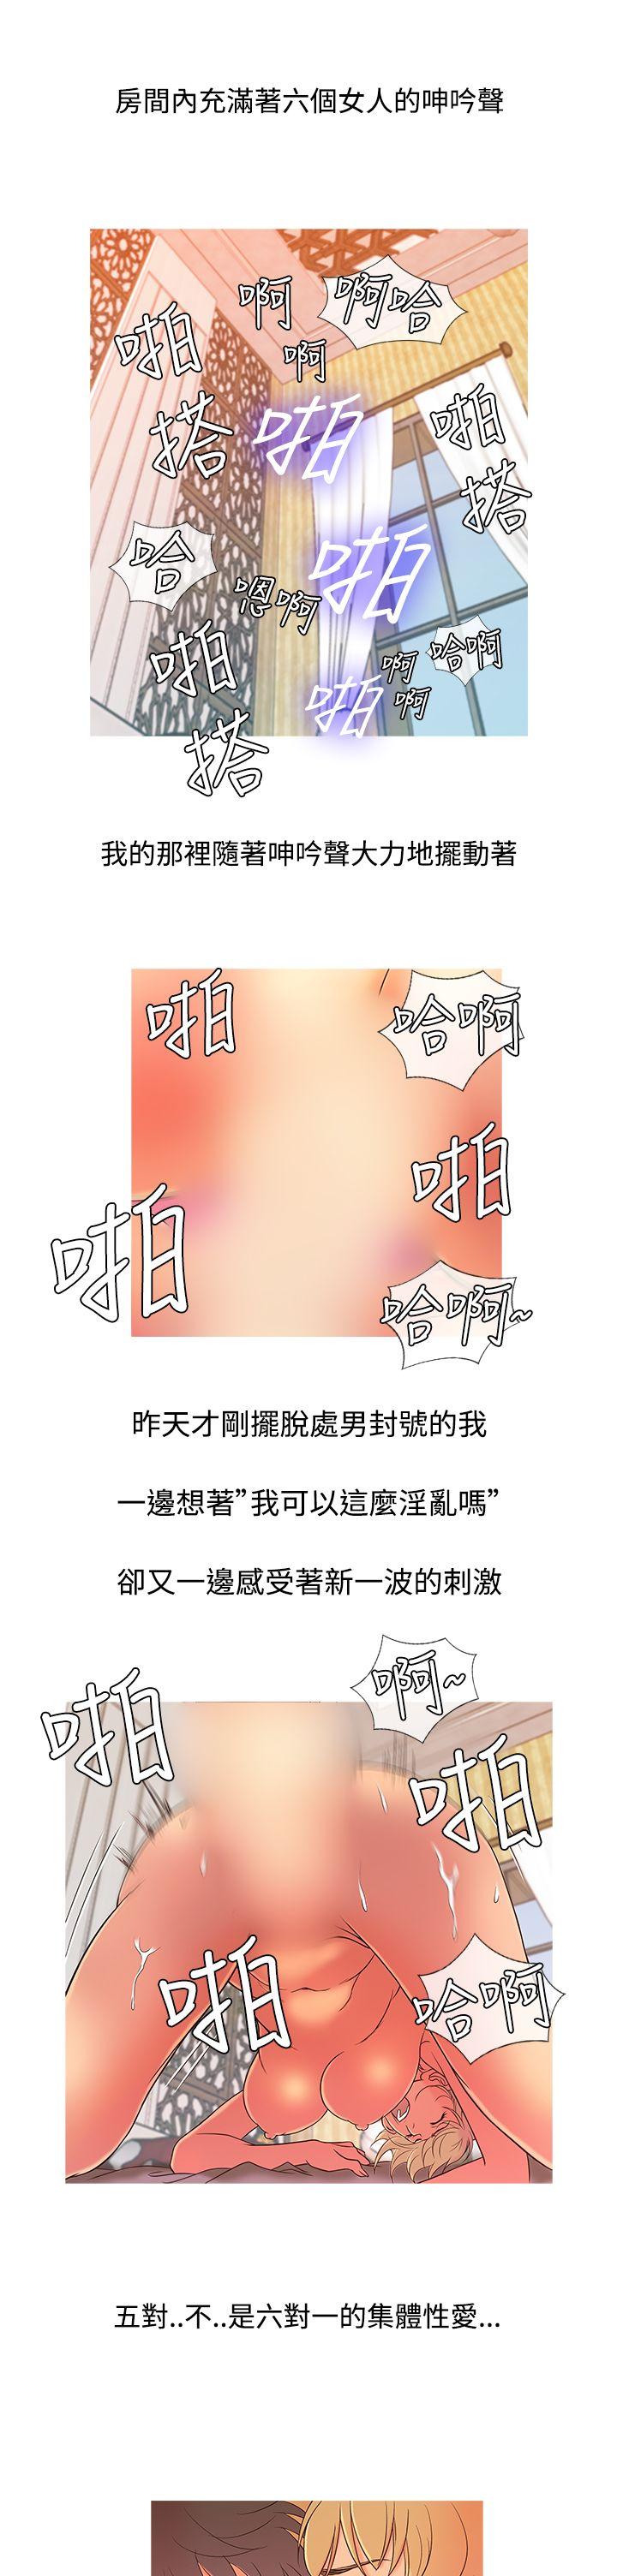 房間內充滿著六個女人的呻吟聲
啊
啊哈
啊
啪
搭
啪
啪
搭
哈
嗯啊
啪
啪
搭
啊
哈啊
啊
啪
我的那裡隨著呻吟聲大力地擺動著
啪
哈啊
啪
啪
哈啊~
昨天才剛擺脫處男封號的我
一邊想著”我可以這麼淫亂嗎”
卻又一邊感受著新一波的刺激
啊~
啪
啪
啪
哈啊
五對..不..是六對一的集體性愛...